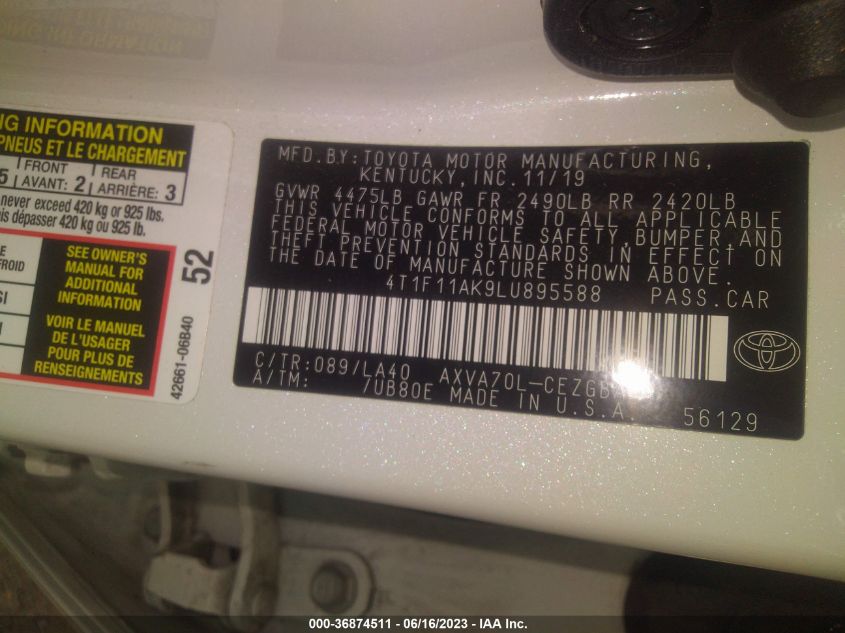 NG INFORMATION
PNEUS ET LE CHARGEMENT
5 FRONT AVANT: 2 REAR ARRIÈRE: 3
never exceed 420 kg or 925 lbs.
dépasser 420 kg ou 925 lb.
SEE OWNER'S
MANUAL FOR
ADDITIONAL
INFORMATION
VOIR LE MANUEL
DE L'USAGER
POUR PLUS DE
RENSEIGNEMENTS
52
42661-06B40
MFD.BY:TOYOTA MOTOR MANUFACTURING,
KENTUCKY, INC. 11/19
GVWR 4475LB GAWR FR 2490LB RR 2420LB
THIS VEHICLE CONFORMS TO ALL APPLICABLE
FEDERAL MOTOR VEHICLE SAFETY, BUMPER, AND
THEFT PREVENTION STANDARDS IN EFFECT ON
THE DATE OF MANUFACTURE SHOWN ABOVE.
4T1F11AK9LU895588 PASS.CAR
C/TR:089/LA40 AXVA70L-CEZGB
A/TM: 7UB80E MADE IN U.S.A.
56129
000-36874511 - 06/16/2023 - IAA Inc.